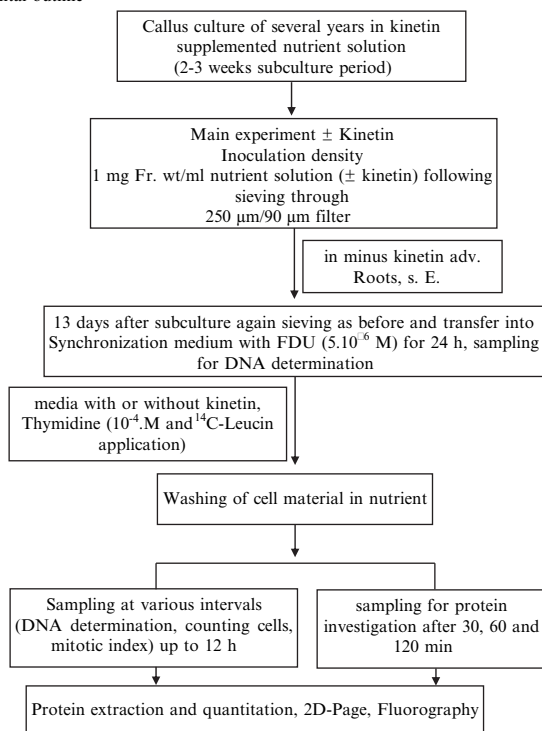 Callus culture of several years in kinetin
supplemented nutrient solution
(2-3 weeks subculture period)
Main experiment ± Kinetin
Inoculation density
1 mg Fr. wt/ml nutrient solution (± kinetin) following
sieving through
250 µm/90 µm filter
in minus kinetin adv.
Roots, s. E.
13 days after subculture again sieving as before and transfer into
Synchronization medium with FDU (5.10⁻⁶ M) for 24 h, sampling
for DNA determination
media with or without kinetin,
Thymidine (10⁻⁴.M and ¹⁴C-Leucin
application)
Washing of cell material in nutrient
Sampling at various intervals
(DNA determination, counting cells,
mitotic index) up to 12 h
sampling for protein
investigation after 30, 60 and
120 min
Protein extraction and quantitation, 2D-Page, Fluorography